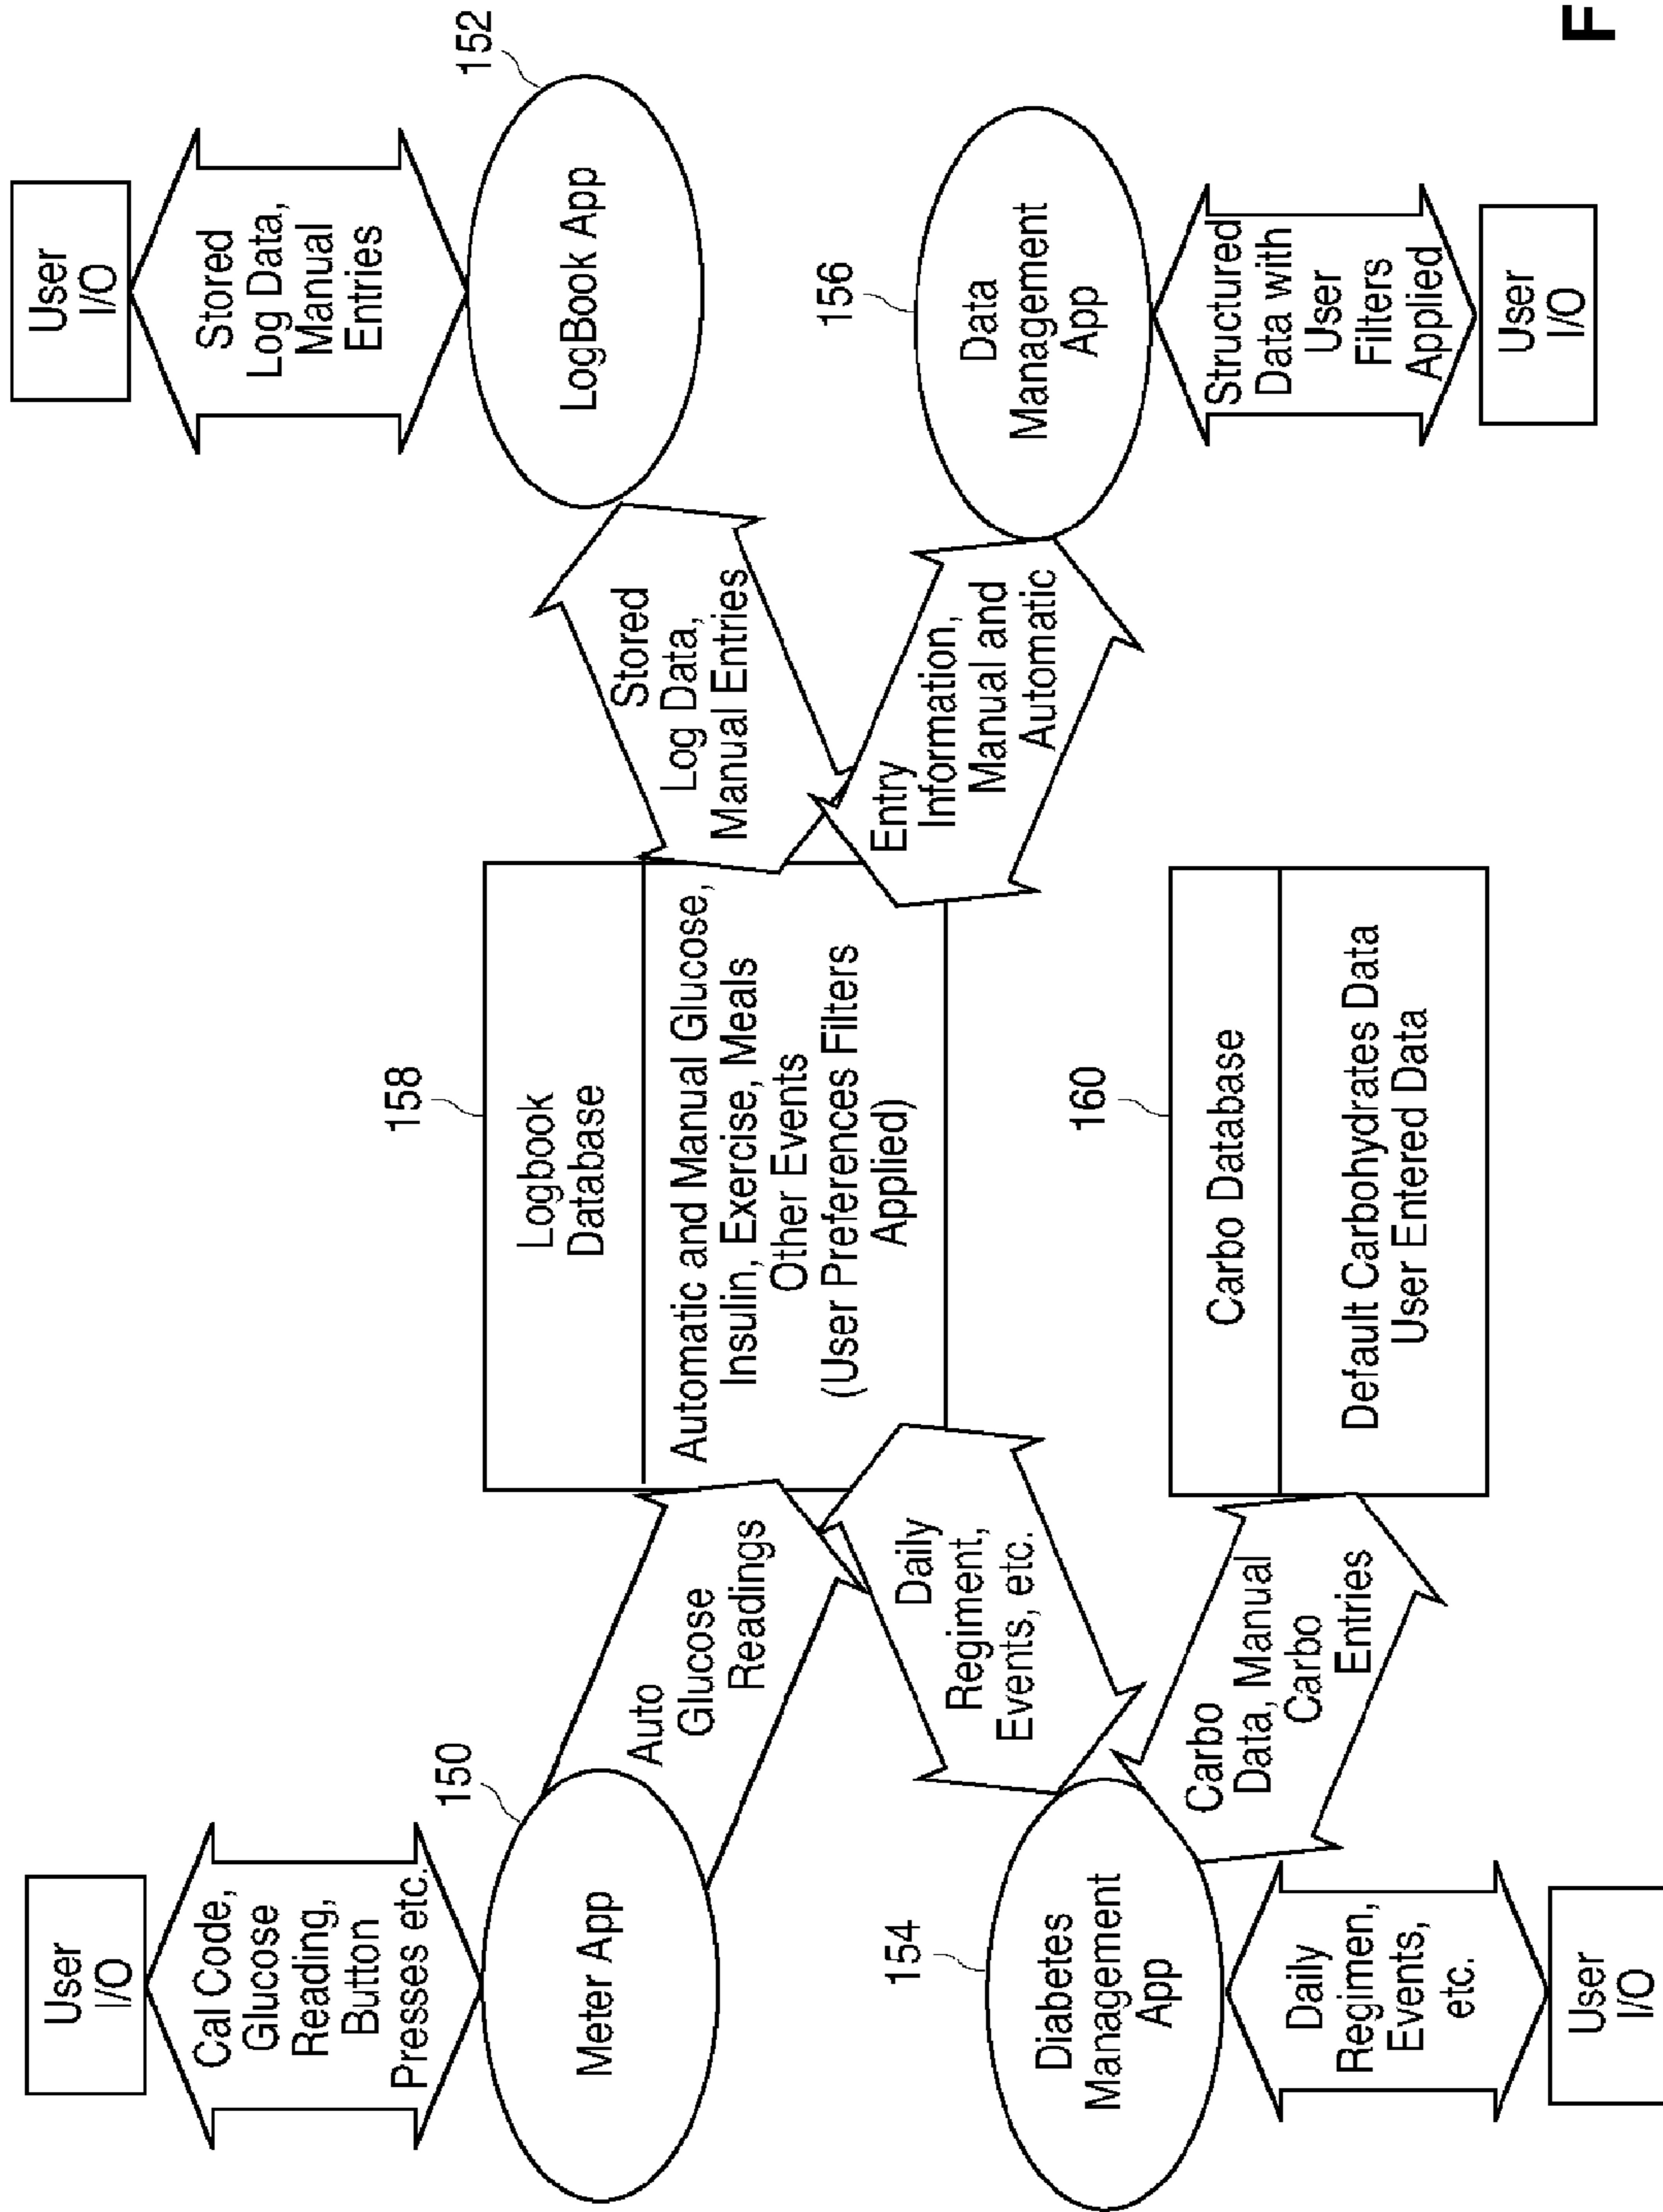 User
I/O
Cal Code,
Glucose
Reading,
Button
Presses etc.
150
Meter App
Auto
Glucose
Readings
158
Logbook
Database
Automatic and Manual Glucose,
Insulin, Exercise, Meals
Other Events
(User Preferences Filters
Applied)
Stored
Log Data,
Manual Entries
User
I/O
Stored
Log Data,
Manual
Entries
152
LogBook App
154
Diabetes
Management
App
Daily
Regiment,
Events, etc.
Carbo
Data, Manual
Carbo
Entries
Daily
Regimen,
Events,
etc.
User
I/O
160
Carbo Database
Default Carbohydrates Data
User Entered Data
Entry
Information,
Manual and
Automatic
156
Data
Management
App
Structured
Data with
User
Filters
Applied
User
I/O
F